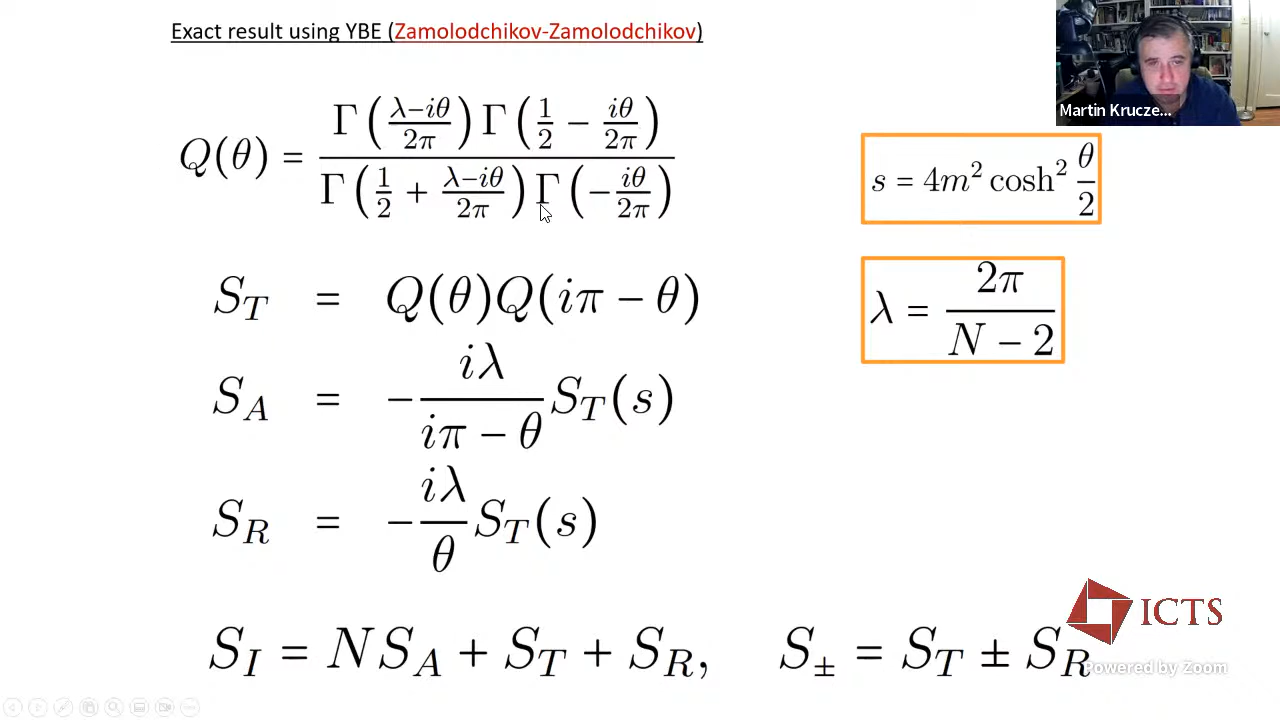 Exact result using YBE (Zamolodchikov-Zamolodchikov)
Martin Krucze...
Q(θ) = Γ((λ−iθ)/2π) Γ(1/2 − iθ/2π) / Γ(1/2 + (λ−iθ)/2π) Γ(−iθ/2π)
s = 4m² cosh² θ/2
S_T = Q(θ)Q(iπ − θ)
λ = 2π/(N − 2)
S_A = − iλ/(iπ − θ) S_T(s)
S_R = − iλ/θ S_T(s)
ICTS
S_I = N S_A + S_T + S_R, S_± = S_T ± S_R
Powered by Zoom